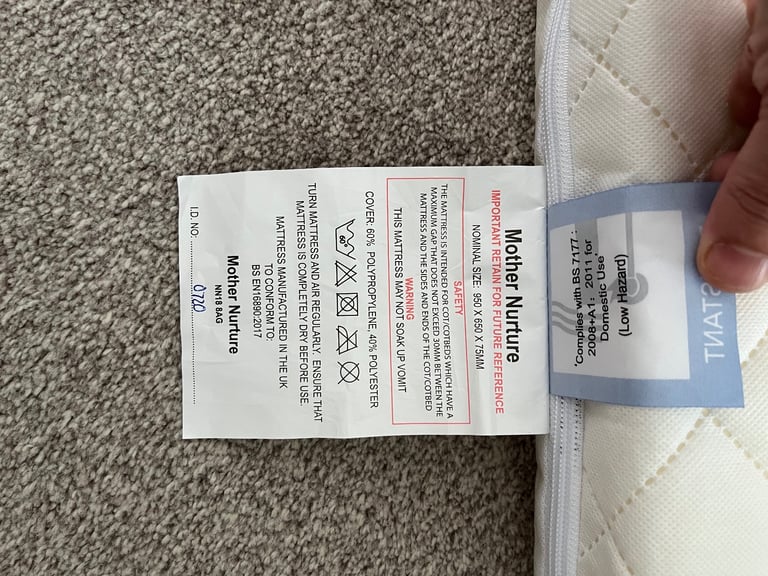 Mother Nurture
IMPORTANT RETAIN FOR FUTURE REFERENCE
NOMINAL SIZE: 950 X 650 X 75MM
SAFETY
THE MATTRESS IS INTENDED FOR COT/COTBEDS WHICH HAVE A
MAXIMUM GAP THAT DOES NOT EXCEED 30MM BETWEEN THE
MATTRESS AND THE SIDES AND ENDS OF THE COT/COTBED
WARNING
THIS MATTRESS MAY NOT SOAK UP VOMIT
COVER: 60% POLYPROPYLENE, 40% POLYESTER
60°
TURN MATTRESS AND AIR REGULARLY. ENSURE THAT
MATTRESS IS COMPLETELY DRY BEFORE USE.
MATTRESS MANUFACTURED IN THE UK
TO CONFORM TO:
BS EN16890:2017
Mother Nurture
NN18 8AG
I.D. NO. 0720
STANT
"Complies with BS 7177 :
2008+A1: 2011 for
Domestic Use"
(Low Hazard)